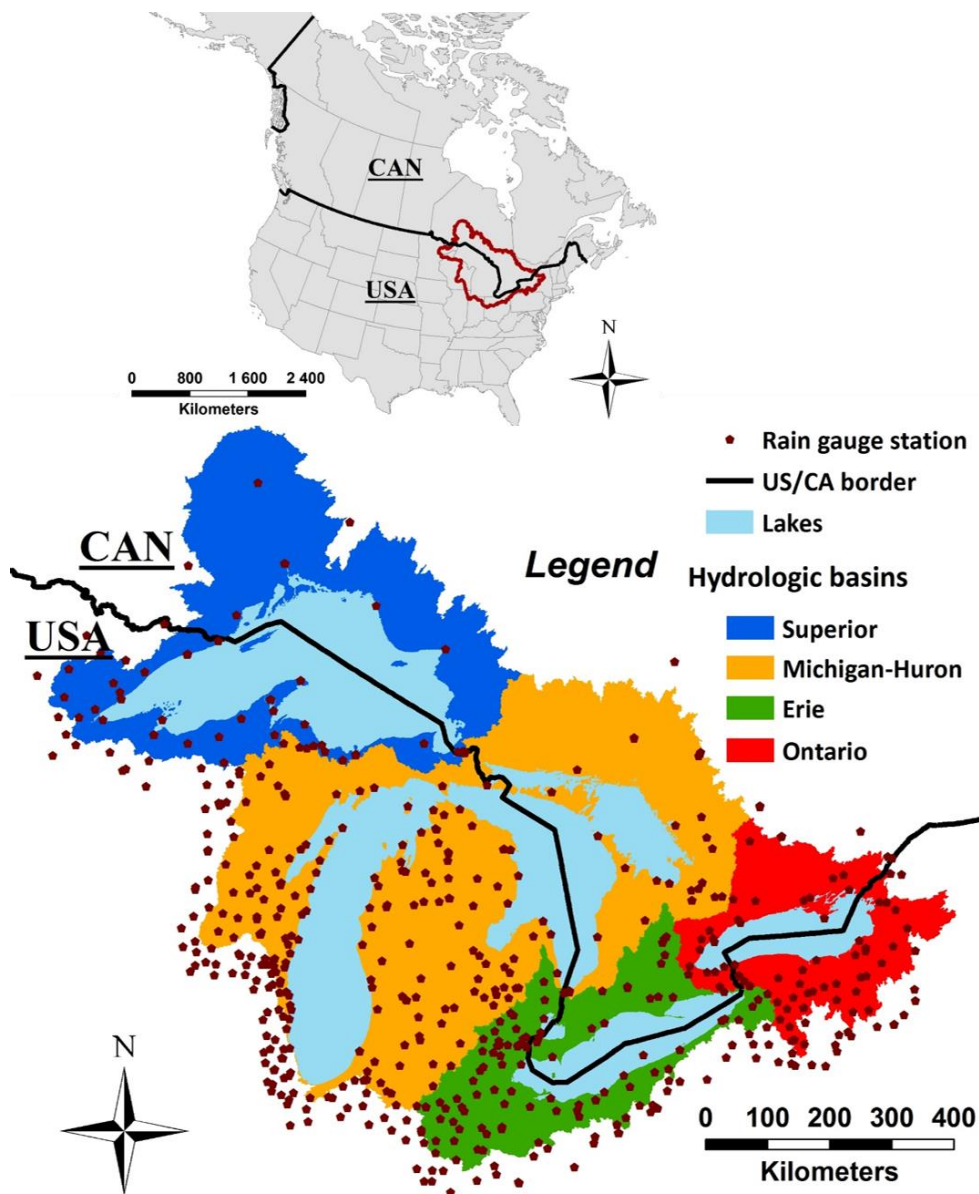 CAN
USA
N
0 800 1 600 2 400
Kilometers
Rain gauge station
US/CA border
Lakes
Legend
Hydrologic basins
Superior
Michigan-Huron
Erie
Ontario
CAN
USA
N
0 100 200 300 400
Kilometers